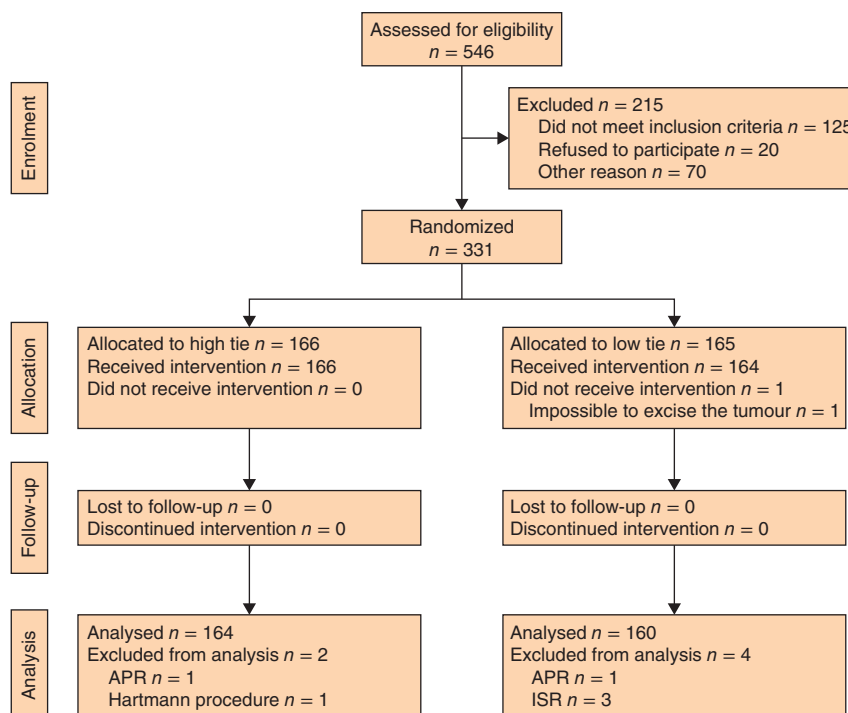 Assessed for eligibility
n = 546
Enrolment
Excluded n = 215
Did not meet inclusion criteria n = 125
Refused to participate n = 20
Other reason n = 70
Randomized
n = 331
Allocation
Allocated to high tie n = 166
Received intervention n = 166
Did not receive intervention n = 0
Allocated to low tie n = 165
Received intervention n = 164
Did not receive intervention n = 1
Impossible to excise the tumour n = 1
Follow-up
Lost to follow-up n = 0
Discontinued intervention n = 0
Lost to follow-up n = 0
Discontinued intervention n = 0
Analysis
Analysed n = 164
Excluded from analysis n = 2
APR n = 1
Hartmann procedure n = 1
Analysed n = 160
Excluded from analysis n = 4
APR n = 1
ISR n = 3